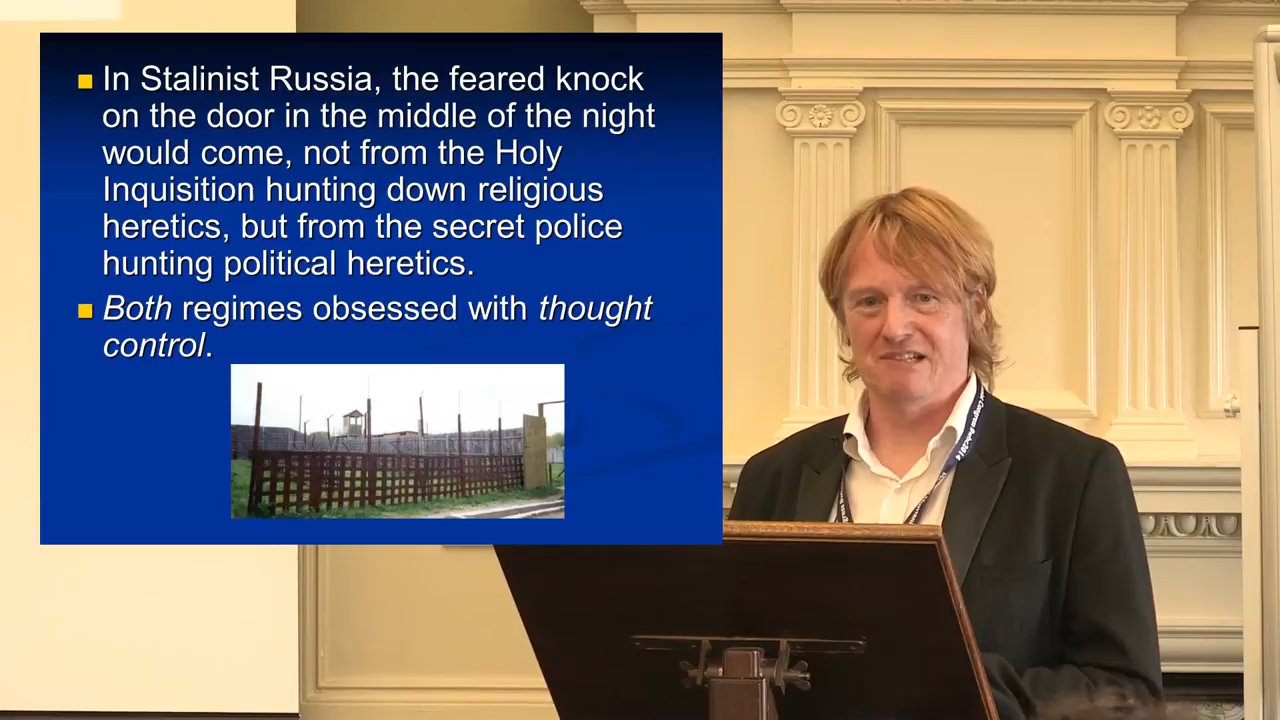 In Stalinist Russia, the feared knock
on the door in the middle of the night
would come, not from the Holy
Inquisition hunting down religious
heretics, but from the secret police
hunting political heretics.
Both regimes obsessed with thought
control.